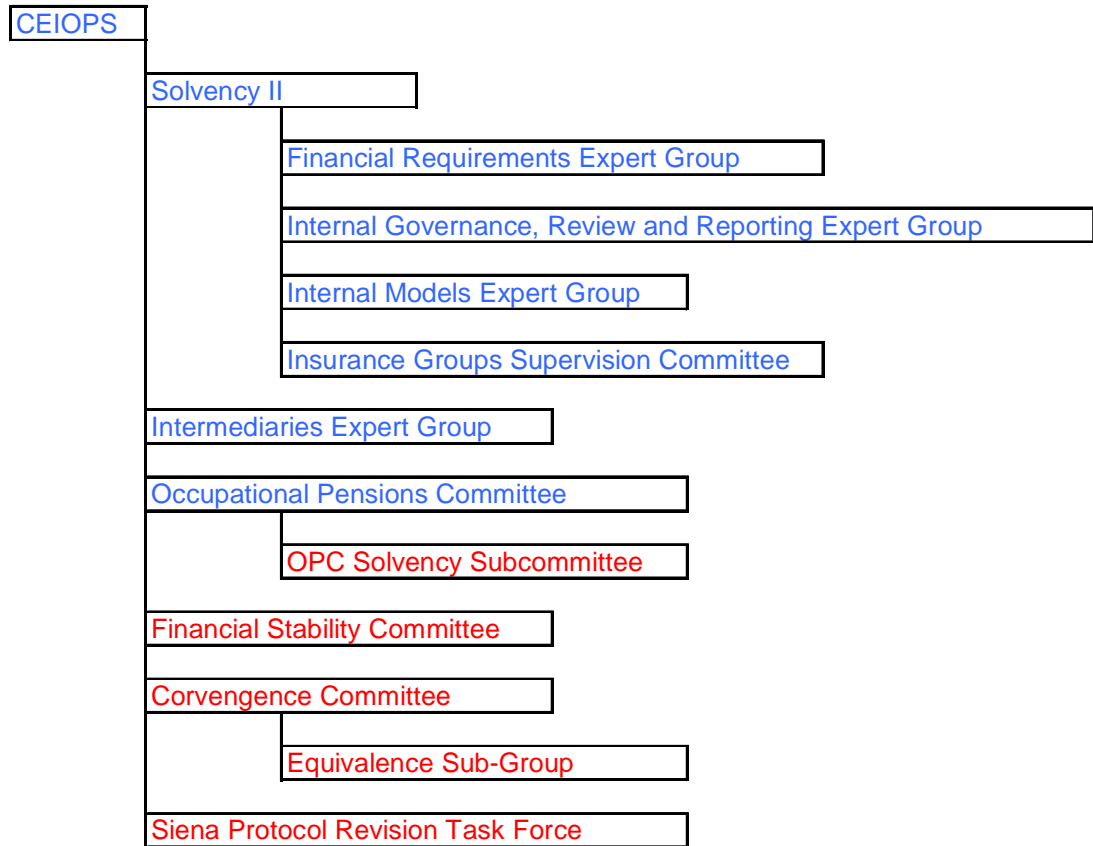 CEIOPS
Solvency II
Financial Requirements Expert Group
Internal Governance, Review and Reporting Expert Group
Internal Models Expert Group
Insurance Groups Supervision Committee
Intermediaries Expert Group
Occupational Pensions Committee
OPC Solvency Subcommittee
Financial Stability Committee
Corvengence Committee
Equivalence Sub-Group
Siena Protocol Revision Task Force